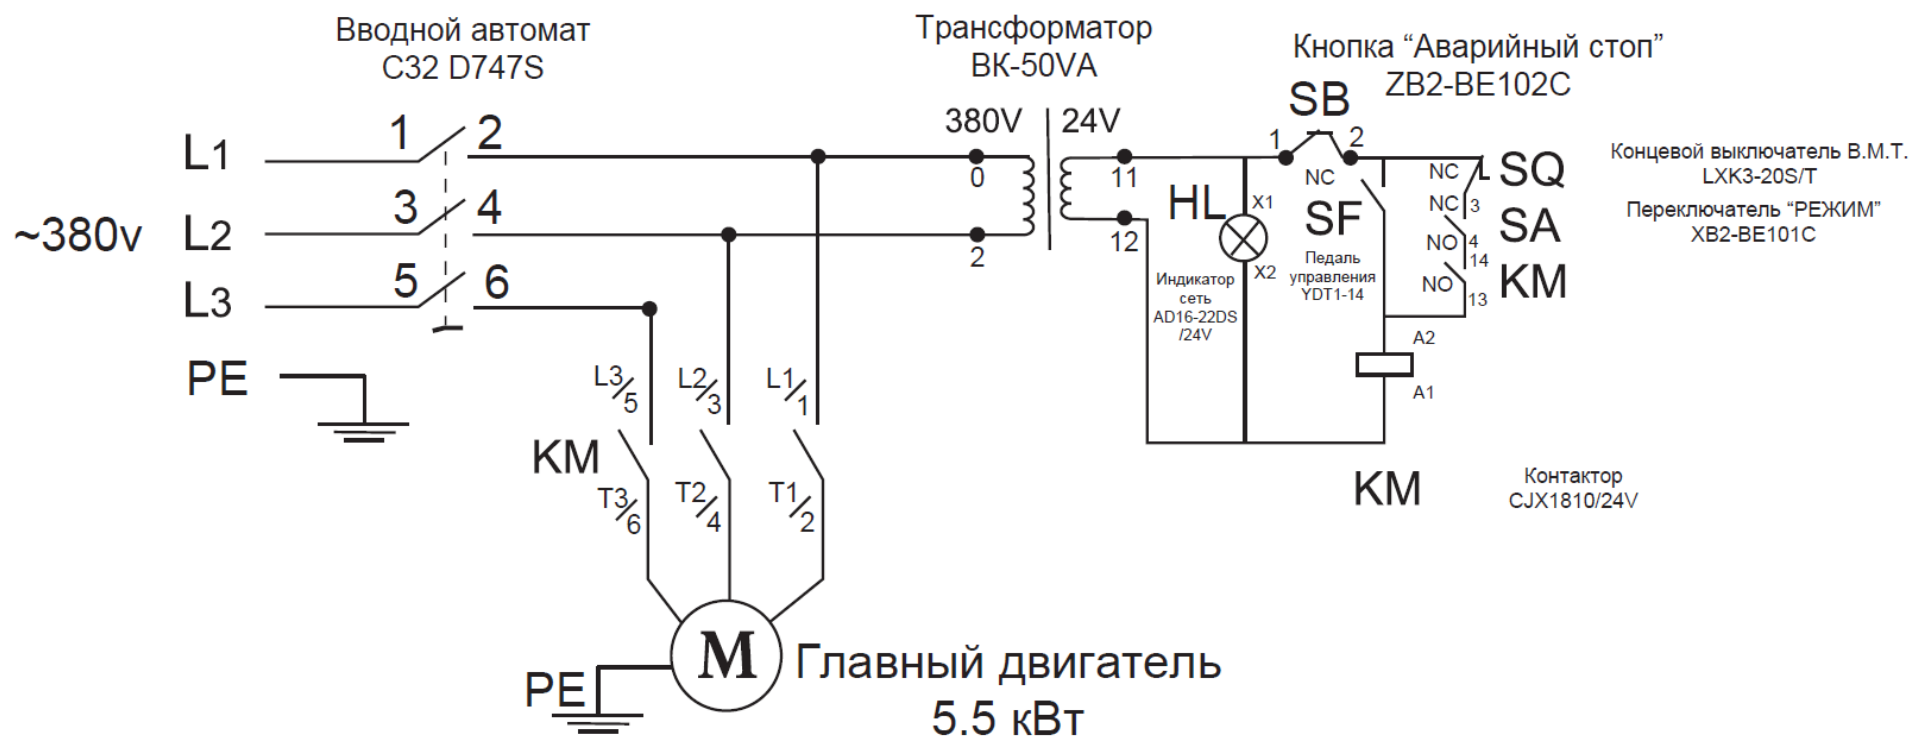 Вводной автомат
C32 D747S
Трансформатор
ВК-50VA
Кнопка “Аварийный стоп”
ZB2-BE102C
SB
380V
24V
1
2
L1
1
2
0
11
NC
NC
SQ
Концевой выключатель В.М.Т.
LXK3-20S/T
HL
X1
SF
NC
3
SA
Переключатель “РЕЖИМ”
XB2-BE101C
~380v
L2
3
4
2
12
NO
4
X2
Педаль
управления
YDT1-14
14
NO
13
KM
Индикатор
сеть
AD16-22DS
/24V
L3
5
6
A2
A1
PE
L3/5
L2/3
L1/1
KM
T3/6
T2/4
T1/2
KM
Контактор
CJX1810/24V
M
Главный двигатель
5.5 кВт
PE